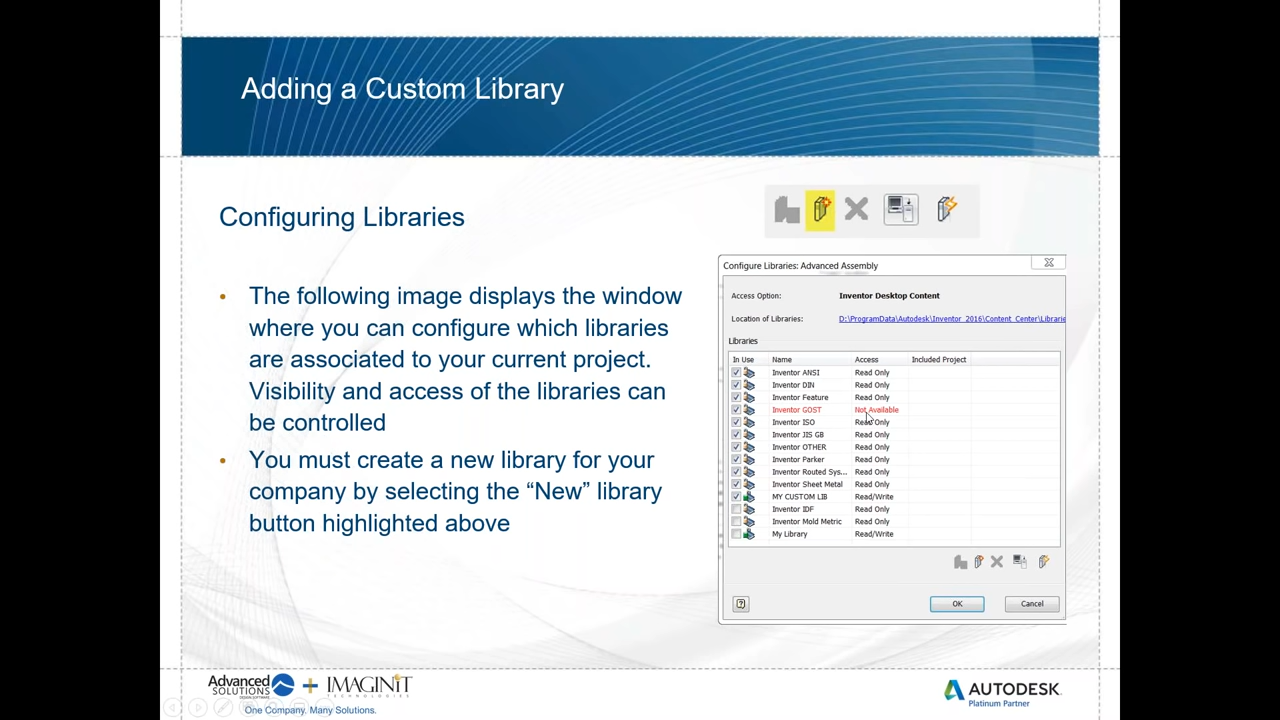 Adding a Custom Library
Configuring Libraries
• The following image displays the window
where you can configure which libraries
are associated to your current project.
Visibility and access of the libraries can
be controlled
• You must create a new library for your
company by selecting the “New” library
button highlighted above
Configure Libraries: Advanced Assembly
Access Option: Inventor Desktop Content
Location of Libraries: D:\ProgramData\Autodesk\Inventor 2016\Content Center\Librarie
Libraries
In Use Name Access Included Project
Inventor ANSI Read Only
Inventor DIN Read Only
Inventor Feature Read Only
Inventor GOST Not Available
Inventor ISO Read Only
Inventor JIS GB Read Only
Inventor OTHER Read Only
Inventor Parker Read Only
Inventor Routed Sys... Read Only
Inventor Sheet Metal Read Only
MY CUSTOM LIB Read/Write
Inventor IDF Read Only
Inventor Mold Metric Read Only
My Library Read/Write
OK Cancel
Advanced
SOLUTIONS
DESIGN SOFTWARE
+ IMAGINiT
TECHNOLOGIES
One Company. Many Solutions.
AUTODESK.
Platinum Partner